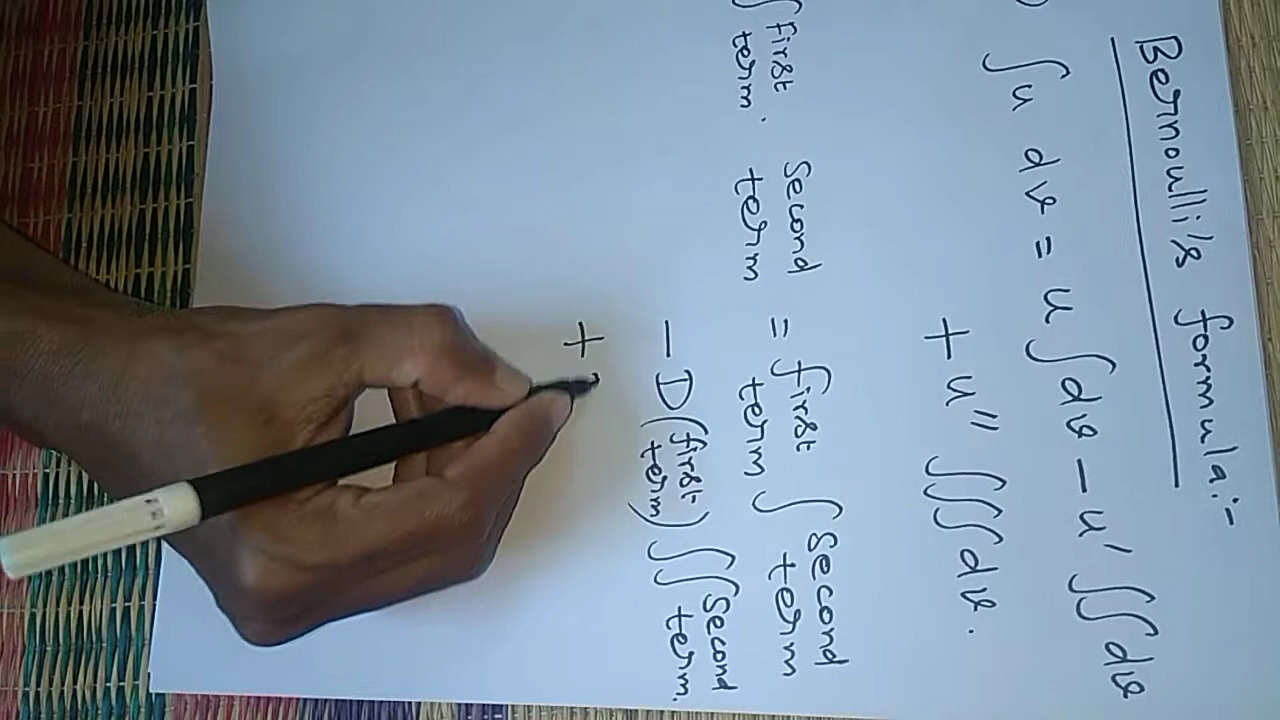 Bernoulli's formula:-
) ∫u dv = u∫dv - u' ∫∫dv
+ u'' ∫∫∫dv.
∫ first term . Second term = first term ∫ Second term
- D(first term) ∫∫ Second term.
+